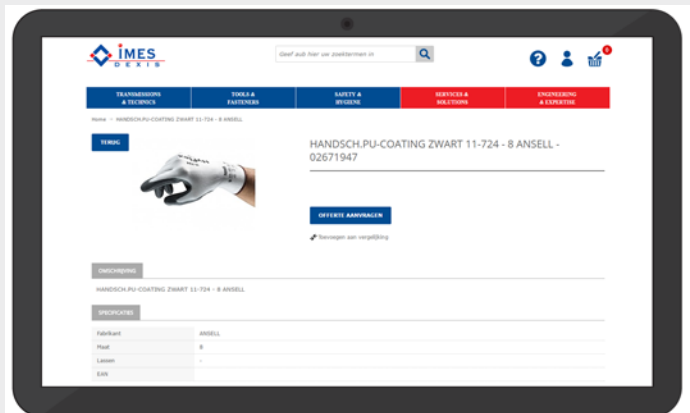 IMES
DEXIS
Geef aub hier uw zoektermen in
?
0
TRANSMISSIONS
& TECHNICS
TOOLS &
FASTENERS
SAFETY &
HYGIENE
SERVICES &
SOLUTIONS
ENGINEERING
& EXPERTISE
Home - HANDSCH.PU-COATING ZWART 11-724 - 8 ANSELL
TERUG
HANDSCH.PU-COATING ZWART 11-724 - 8 ANSELL -
02671947
OFFERTE AANVRAGEN
Toevoegen aan vergelijking
OMSCHRIJVING
HANDSCH.PU-COATING ZWART 11-724 - 8 ANSELL
SPECIFICATIES
Fabrikant ANSELL
Maat 8
Lassen -
EAN